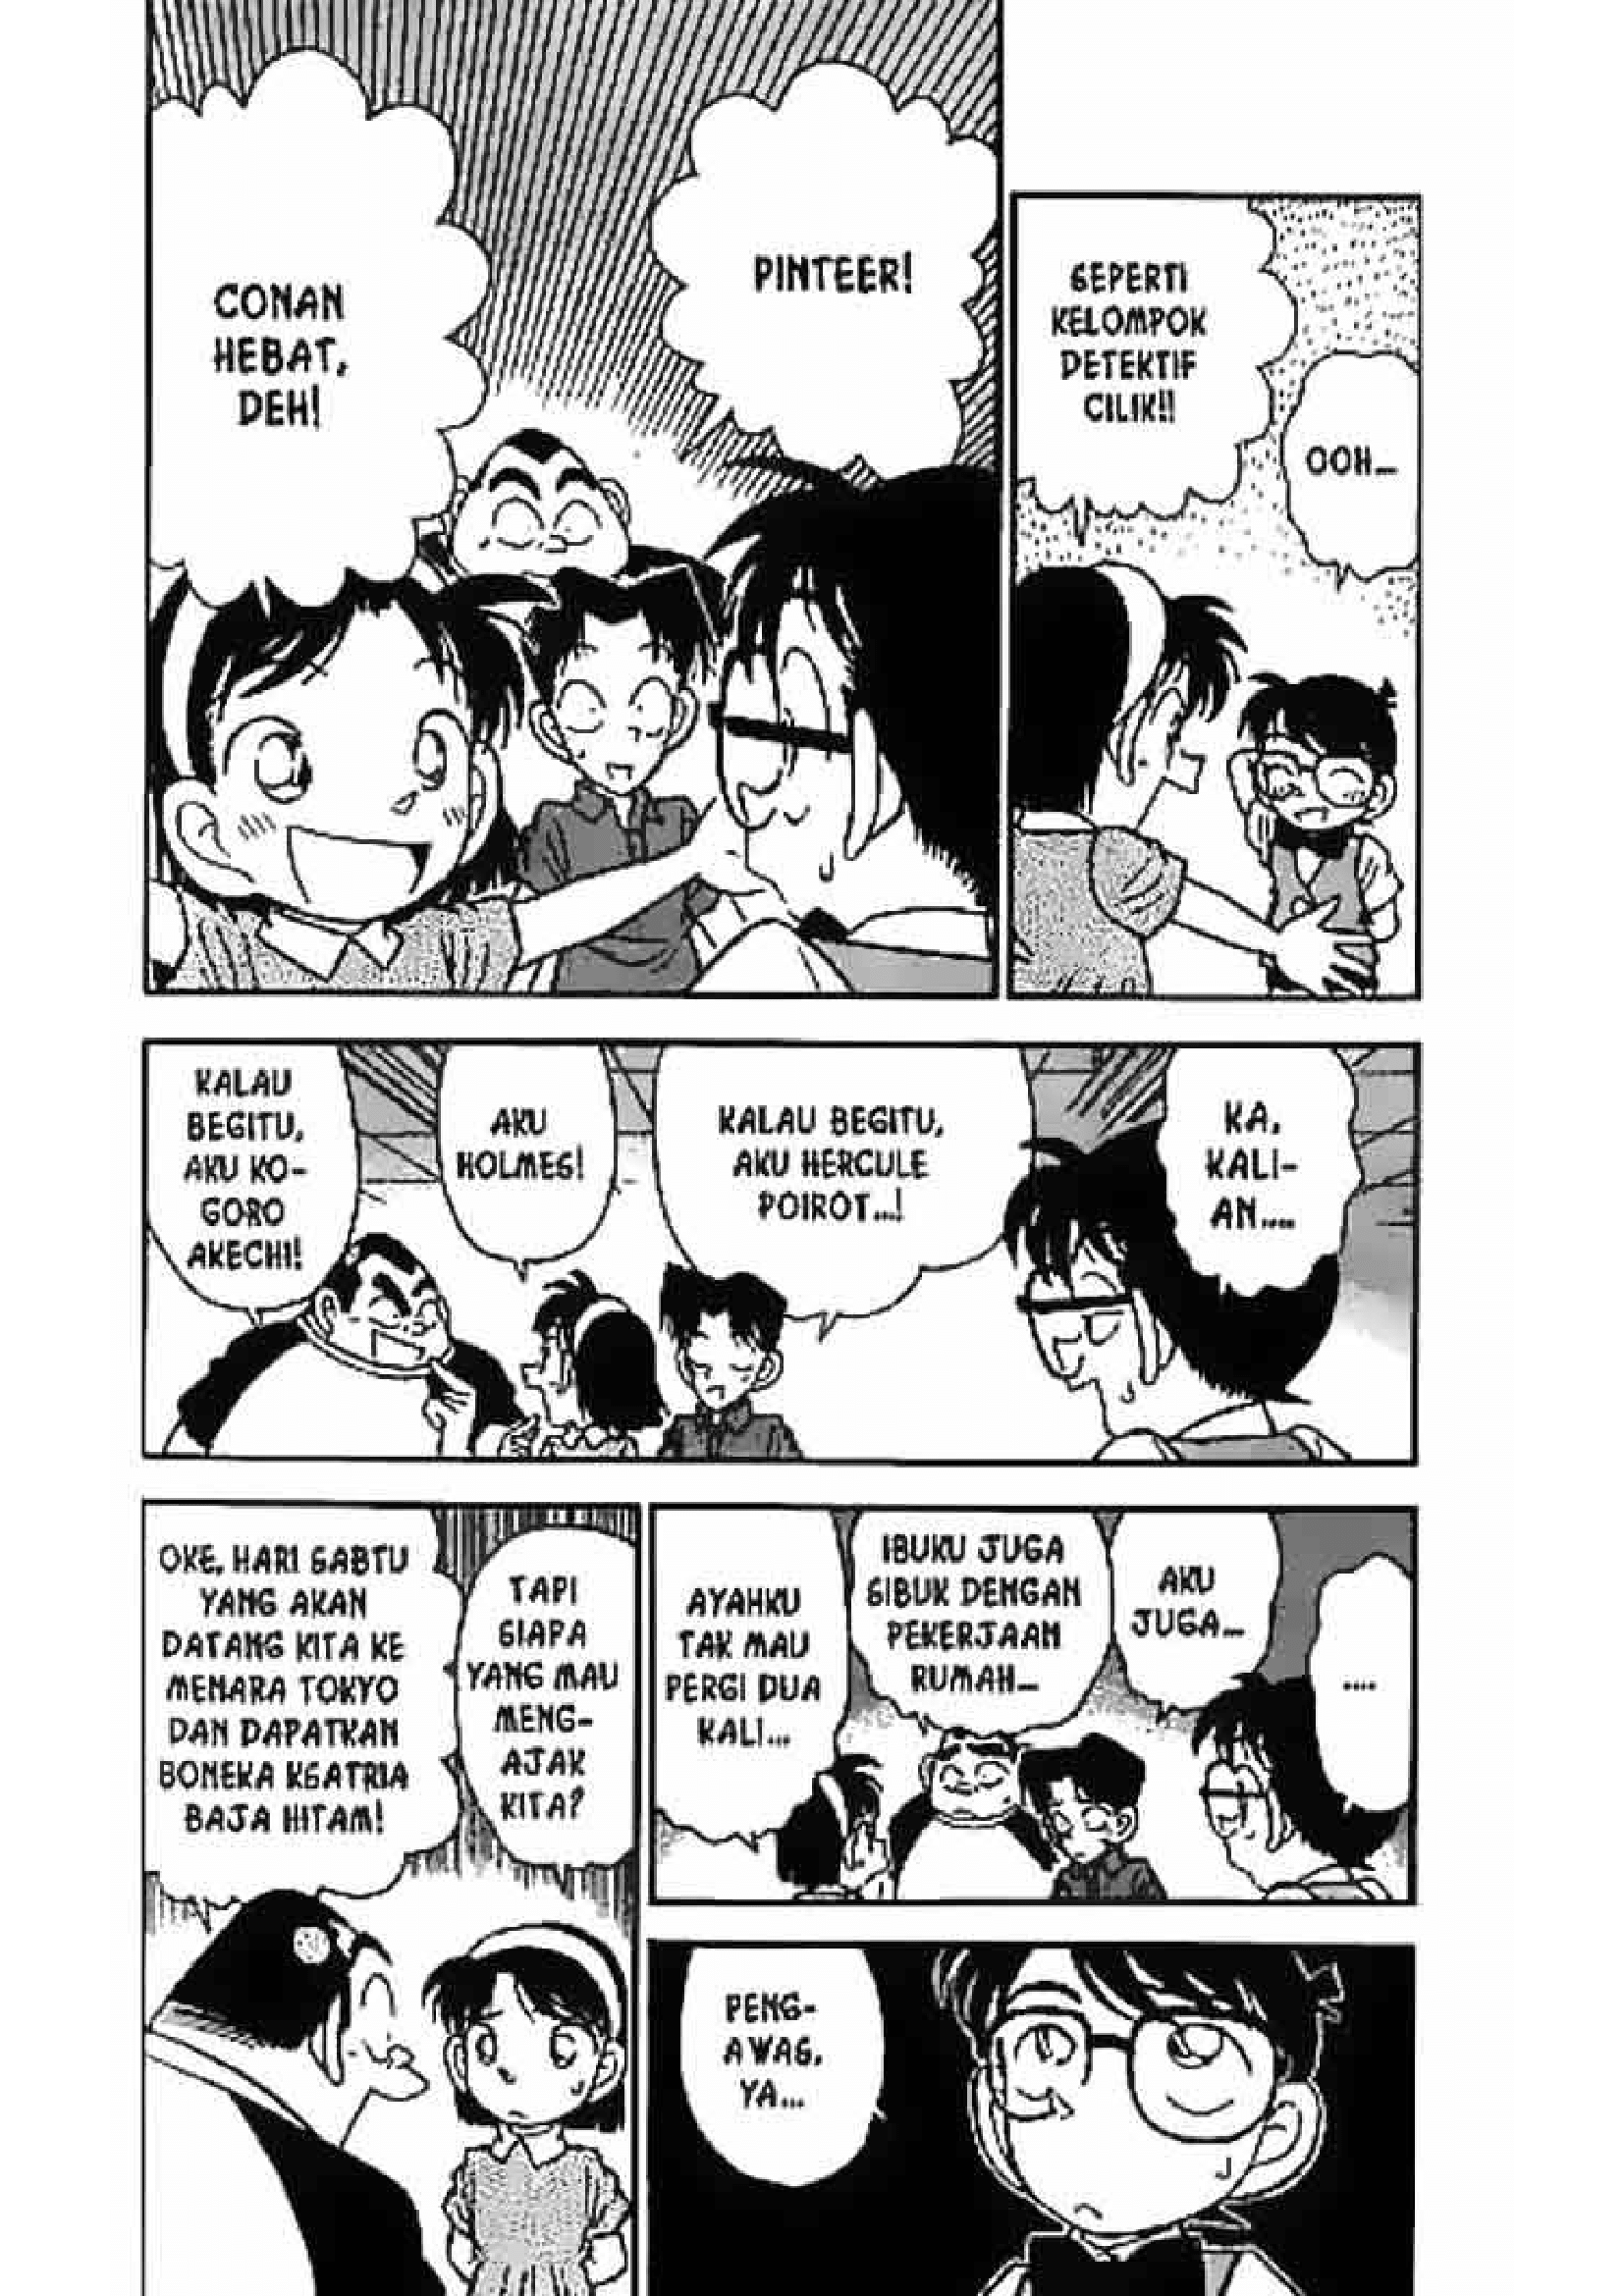 OOH...
SEPERTI
KELOMPOK
DETEKTIF
CILIK!!
PINTEER!
CONAN
HEBAT,
DEH!
KA,
KALI-
AN....
KALAU BEGITU,
AKU HERCULE
POIROT...!
AKU
HOLMES!
KALAU
BEGITU,
AKU KO-
GORO
AKECHI!
....
AKU
JUGA...
IBUKU JUGA
SIBUK DENGAN
PEKERJAAN
RUMAH...
AYAHKU
TAK MAU
PERGI DUA
KALI...
PENG-
AWAS,
YA...
TAPI
SIAPA
YANG MAU
MENG-
AJAK
KITA?
OKE, HARI SABTU
YANG AKAN
DATANG KITA KE
MENARA TOKYO
DAN DAPATKAN
BONEKA KSATRIA
BAJA HITAM!